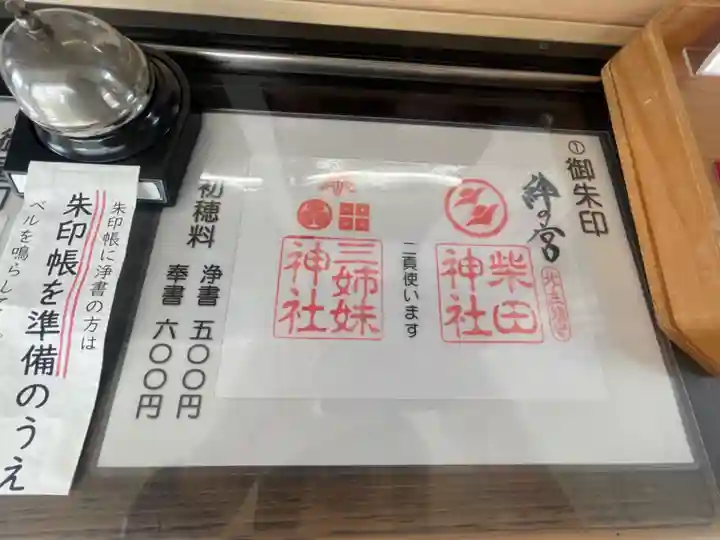 ①御朱印
絆の宮
柴田
神社
二頁使います
三姉妹
神社
初穂料
浄書 五〇〇円
奉書 六〇〇円
朱印帳に浄書の方は
朱印帳を準備のうえ
ベルを鳴らして